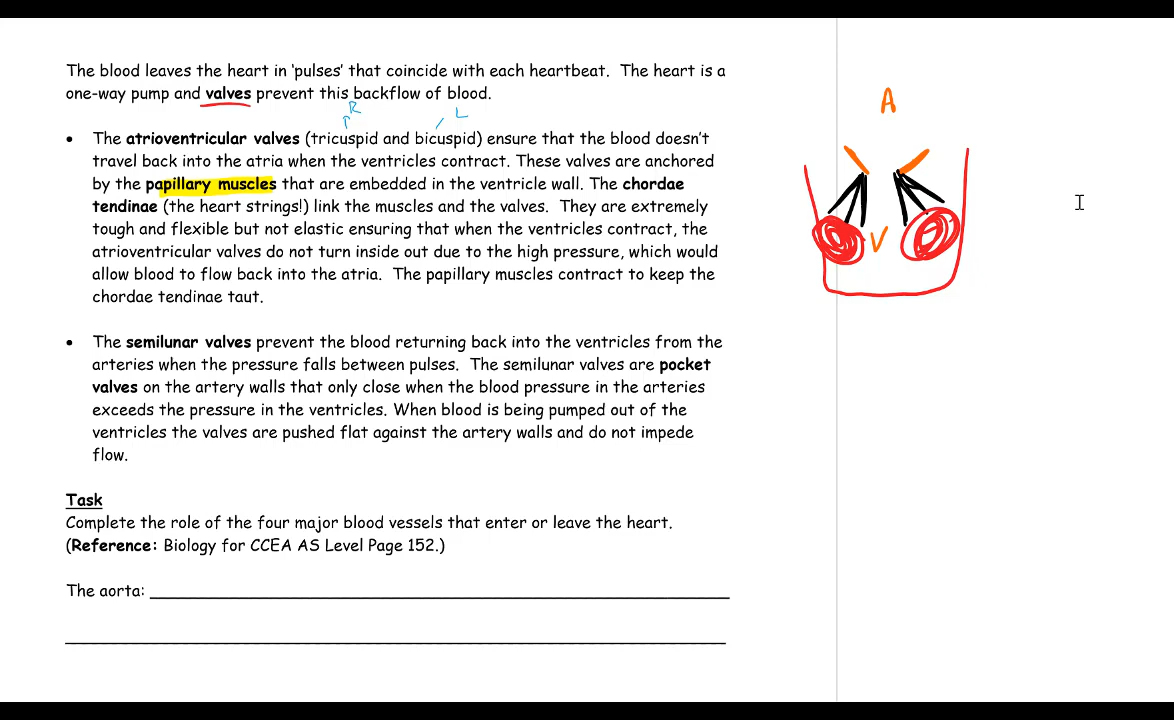 The blood leaves the heart in 'pulses' that coincide with each heartbeat. The heart is a
one-way pump and valves prevent this backflow of blood.
R
L
• The atrioventricular valves (tricuspid and bicuspid) ensure that the blood doesn't
travel back into the atria when the ventricles contract. These valves are anchored
by the papillary muscles that are embedded in the ventricle wall. The chordae
tendinae (the heart strings!) link the muscles and the valves. They are extremely
tough and flexible but not elastic ensuring that when the ventricles contract, the
atrioventricular valves do not turn inside out due to the high pressure, which would
allow blood to flow back into the atria. The papillary muscles contract to keep the
chordae tendinae taut.
• The semilunar valves prevent the blood returning back into the ventricles from the
arteries when the pressure falls between pulses. The semilunar valves are pocket
valves on the artery walls that only close when the blood pressure in the arteries
exceeds the pressure in the ventricles. When blood is being pumped out of the
ventricles the valves are pushed flat against the artery walls and do not impede
flow.
Task
Complete the role of the four major blood vessels that enter or leave the heart.
(Reference: Biology for CCEA AS Level Page 152.)
The aorta:
A
V